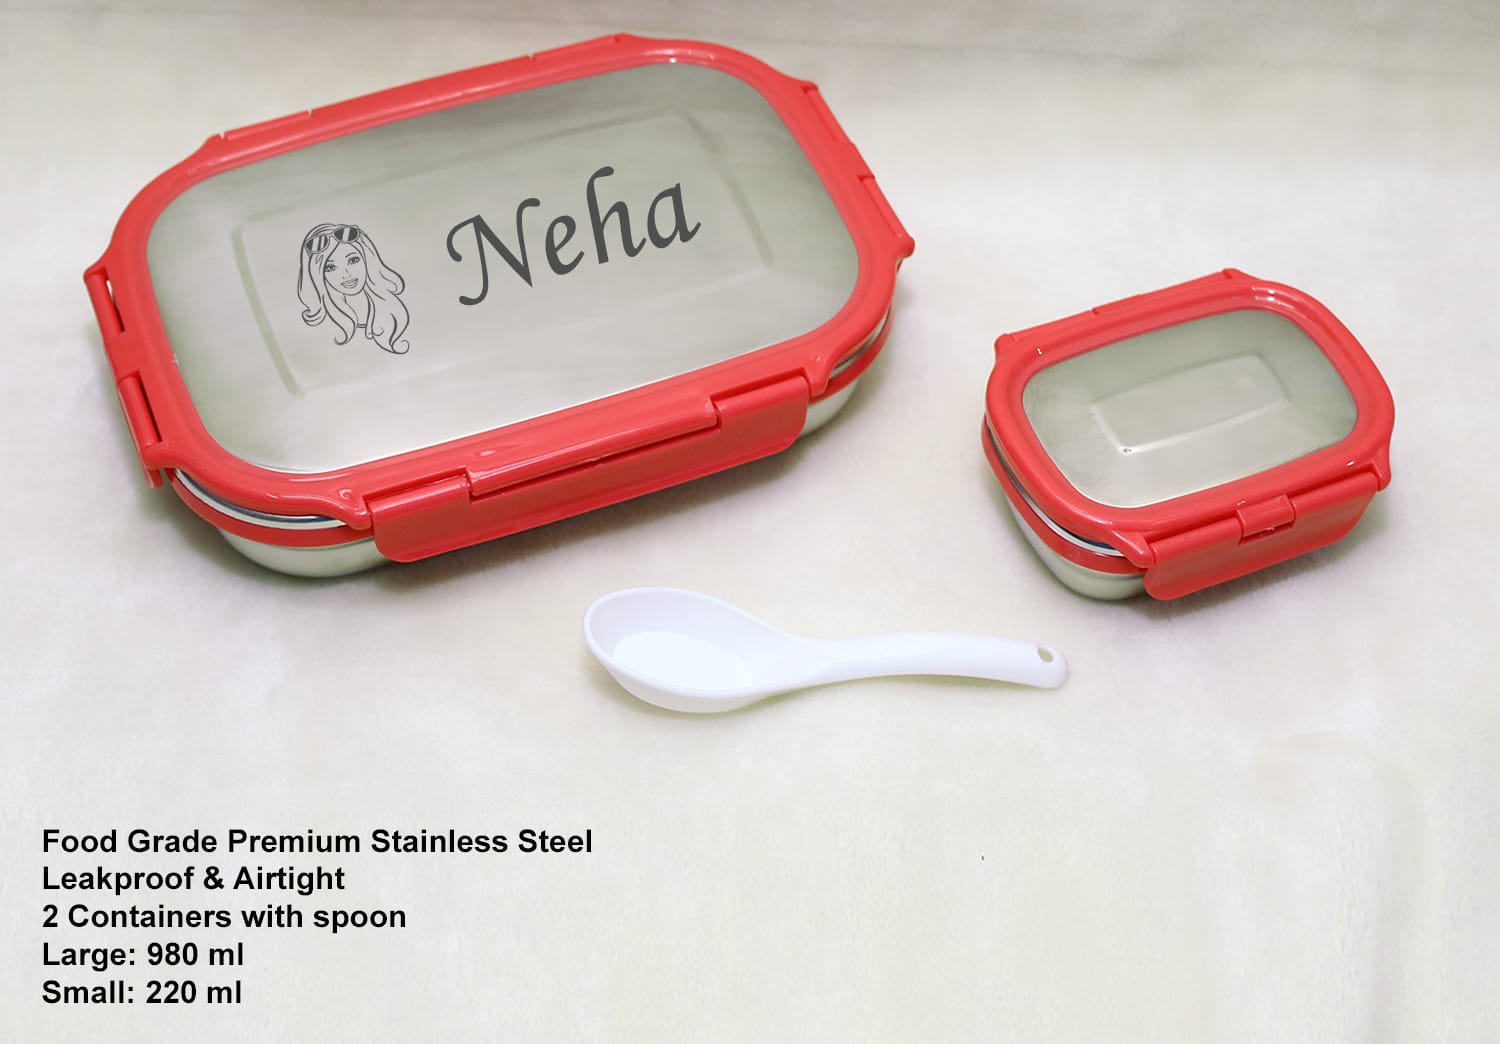 Neha
Food Grade Premium Stainless Steel
Leakproof & Airtight
2 Containers with spoon
Large: 980 ml
Small: 220 ml